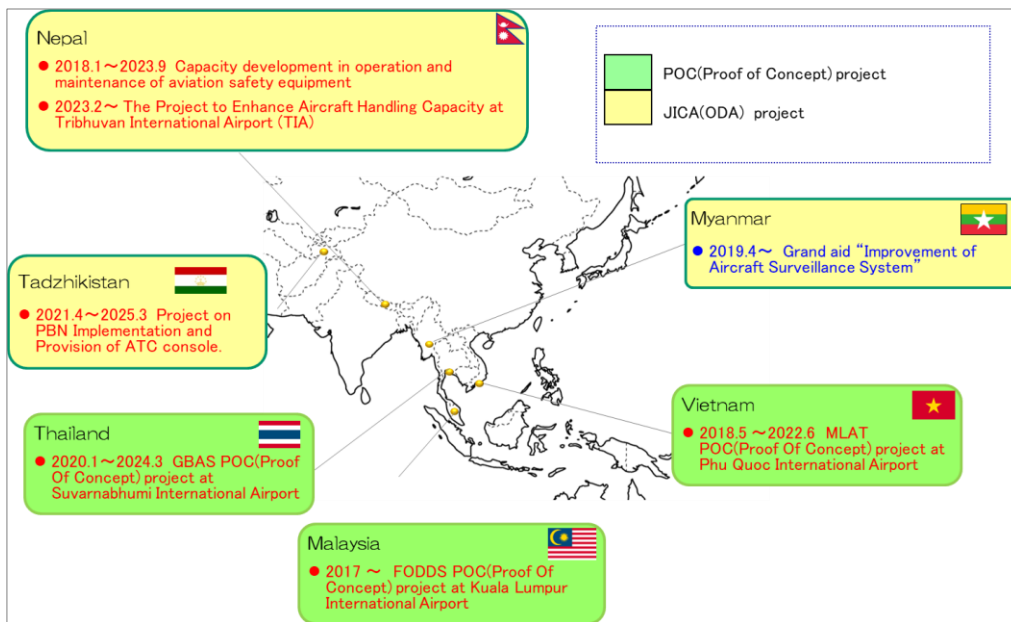 Nepal
● 2018.1～2023.9 Capacity development in operation and
maintenance of aviation safety equipment
● 2023.2～ The Project to Enhance Aircraft Handling Capacity at
Tribhuvan International Airport (TIA)
POC(Proof of Concept) project
JICA(ODA) project
Myanmar
● 2019.4～ Grand aid “Improvement of
Aircraft Surveillance System”
Tadzhikistan
● 2021.4～2025.3 Project on
PBN Implementation and
Provision of ATC console.
Thailand
● 2020.1～2024.3 GBAS POC(Proof
Of Concept) project at
Suvarnabhumi International Airport
Vietnam
● 2018.5 ～2022.6 MLAT
POC(Proof Of Concept) project at
Phu Quoc International Airport
Malaysia
● 2017 ～ FODDS POC(Proof Of
Concept) project at Kuala Lumpur
International Airport